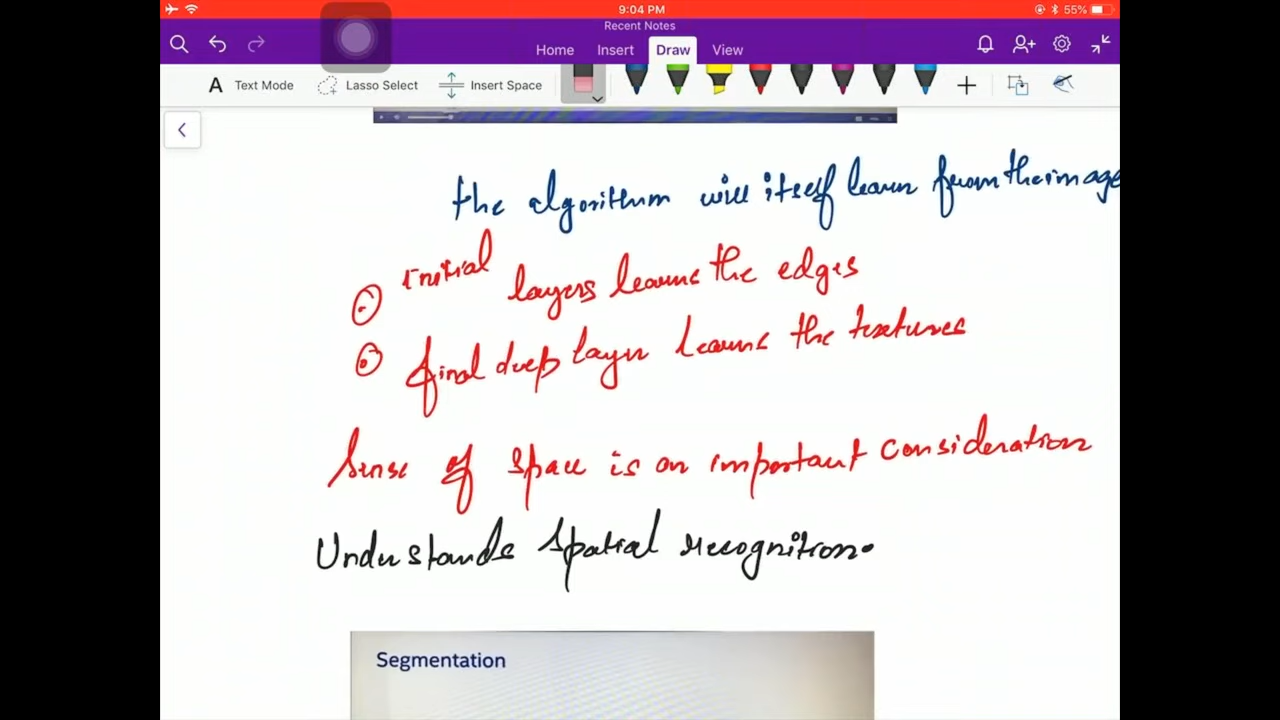 9:04 PM
55%
Recent Notes
Home Insert Draw View
Text Mode Lasso Select Insert Space
the algorithm will itself learn from the image
Initial layers learns the edges
final deep layer learns the textures
Sense of space is an important consideration
Understands spatial recognition.
Segmentation